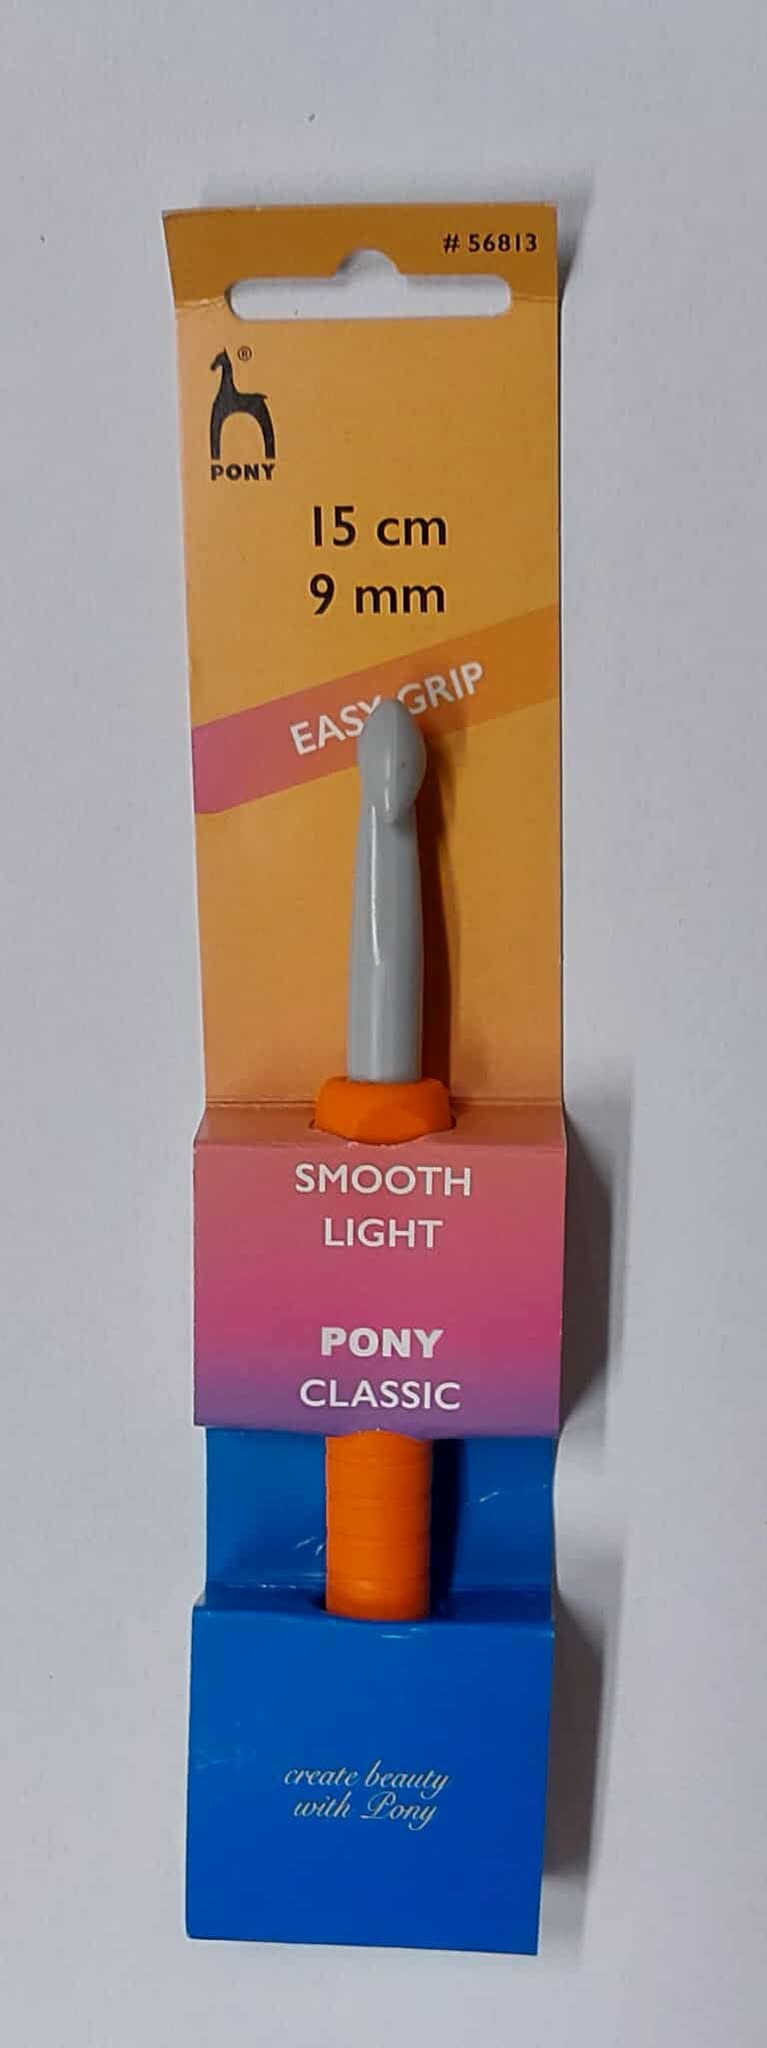 # 56813
®
PONY
15 cm
9 mm
EASY GRIP
SMOOTH
LIGHT
PONY
CLASSIC
create beauty
with Pony